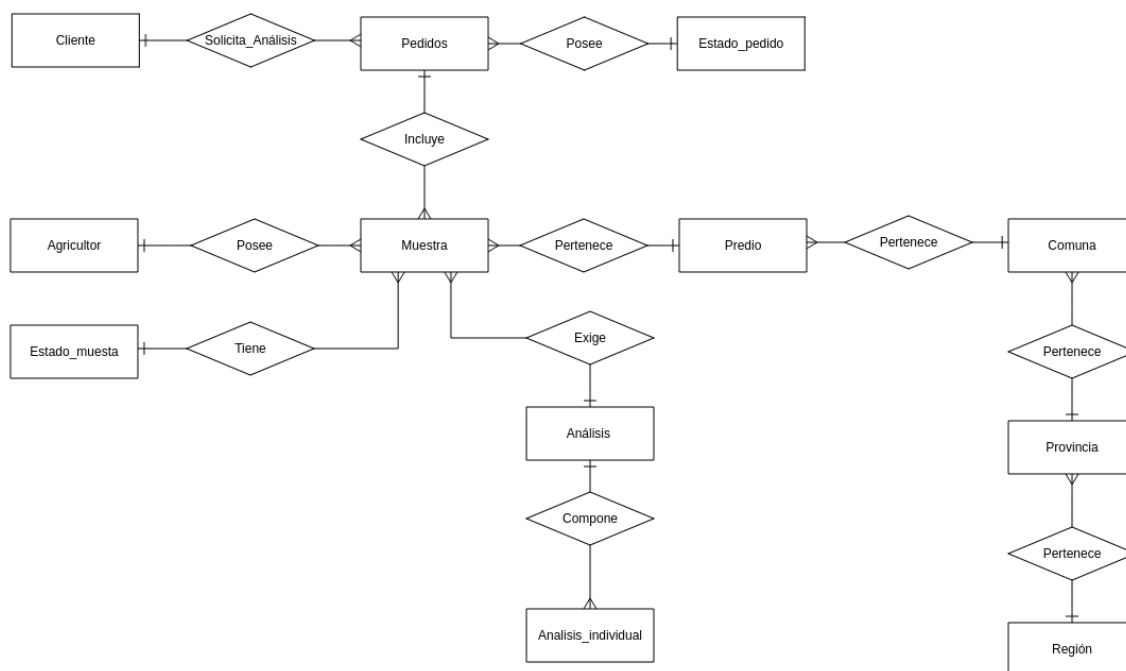 Cliente
Solicita_Análisis
Pedidos
Posee
Estado_pedido
Incluye
Agricultor
Posee
Muestra
Pertenece
Predio
Pertenece
Comuna
Estado_muesta
Tiene
Exige
Pertenece
Análisis
Provincia
Compone
Pertenece
Analisis_individual
Región